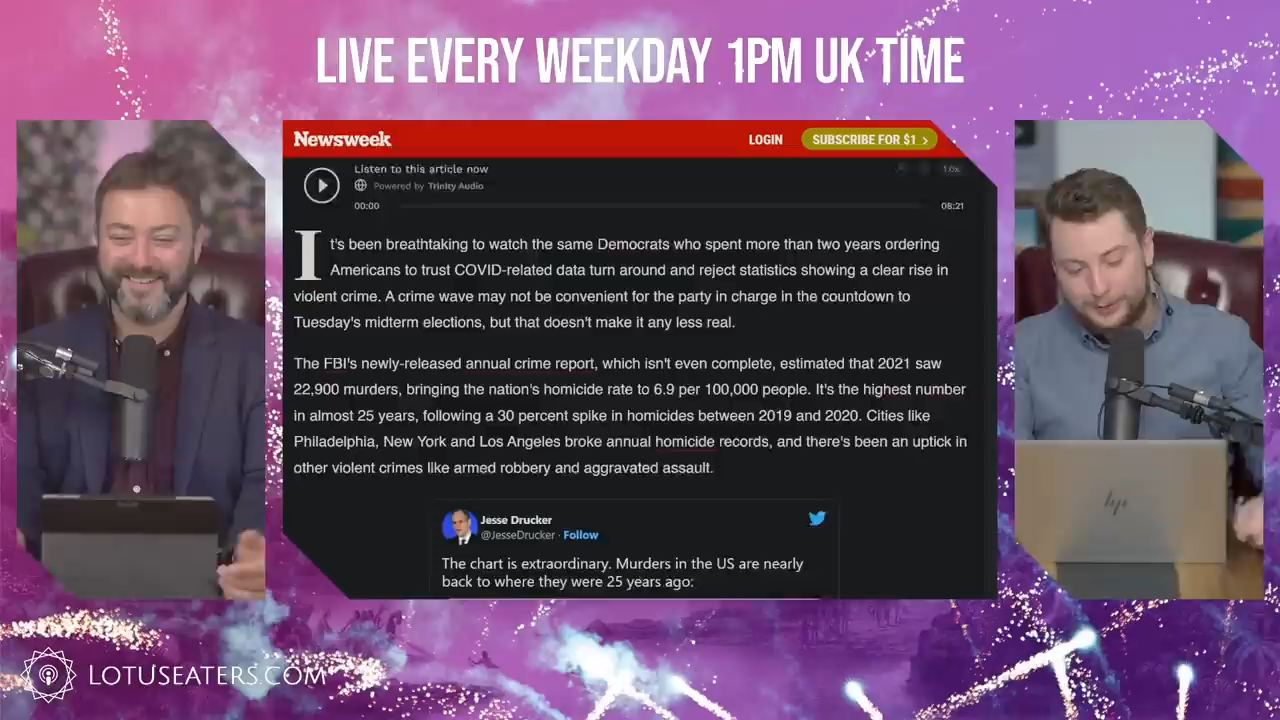 LIVE EVERY WEEKDAY 1PM UK TIME
Newsweek
LOGIN
SUBSCRIBE FOR $1 >
Listen to this article now
1.0x
Powered by Trinity Audio
00:00
08:21
It's been breathtaking to watch the same Democrats who spent more than two years ordering
Americans to trust COVID-related data turn around and reject statistics showing a clear rise in
violent crime. A crime wave may not be convenient for the party in charge in the countdown to
Tuesday's midterm elections, but that doesn't make it any less real.
The FBI's newly-released annual crime report, which isn't even complete, estimated that 2021 saw
22,900 murders, bringing the nation's homicide rate to 6.9 per 100,000 people. It's the highest number
in almost 25 years, following a 30 percent spike in homicides between 2019 and 2020. Cities like
Philadelphia, New York and Los Angeles broke annual homicide records, and there's been an uptick in
other violent crimes like armed robbery and aggravated assault.
Jesse Drucker
@JesseDrucker · Follow
The chart is extraordinary. Murders in the US are nearly
back to where they were 25 years ago:
hp
LOTUSEATERS.COM